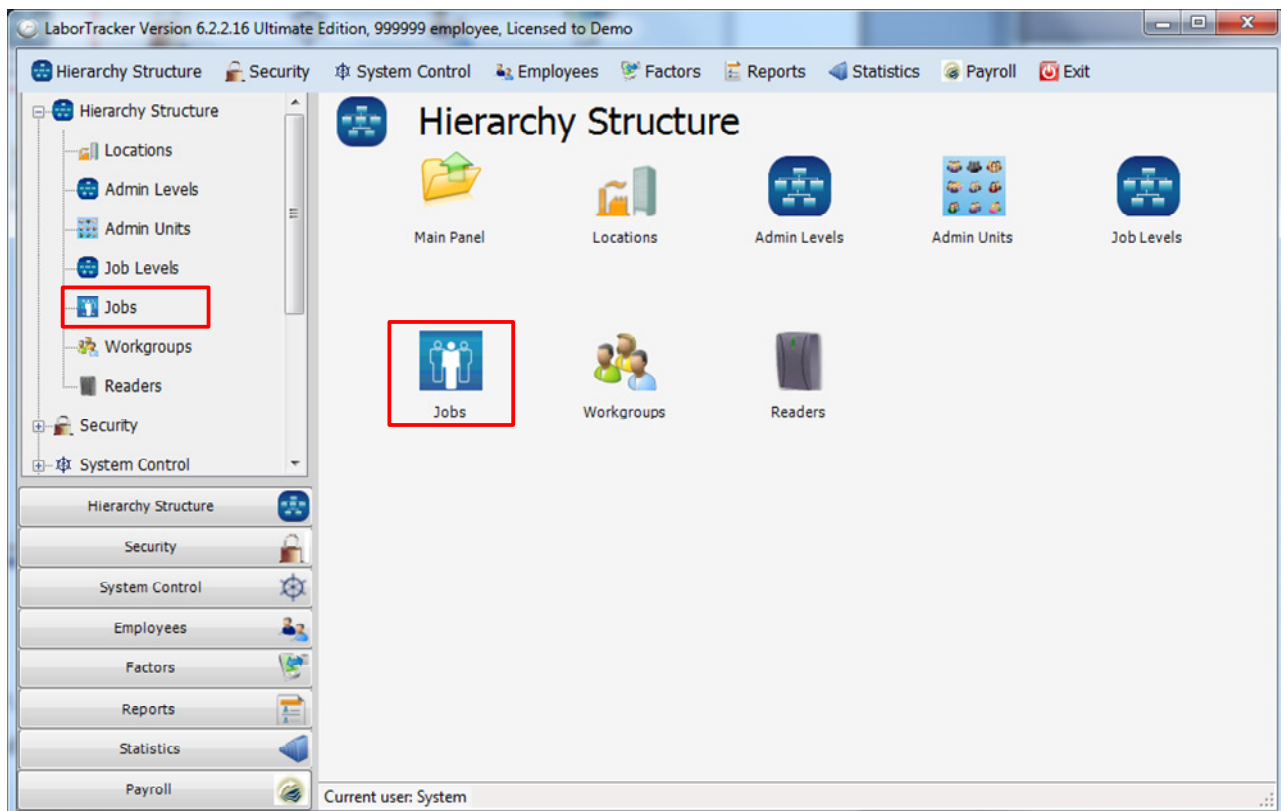 LaborTracker Version 6.2.2.16 Ultimate Edition, 999999 employee, Licensed to Demo
Hierarchy Structure Security System Control Employees Factors Reports Statistics Payroll Exit
Hierarchy Structure
Locations
Admin Levels
Admin Units
Job Levels
Jobs
Workgroups
Readers
Security
System Control
Hierarchy Structure
Security
System Control
Employees
Factors
Reports
Statistics
Payroll
Hierarchy Structure
Main Panel Locations Admin Levels Admin Units Job Levels
Jobs Workgroups Readers
Current user: System